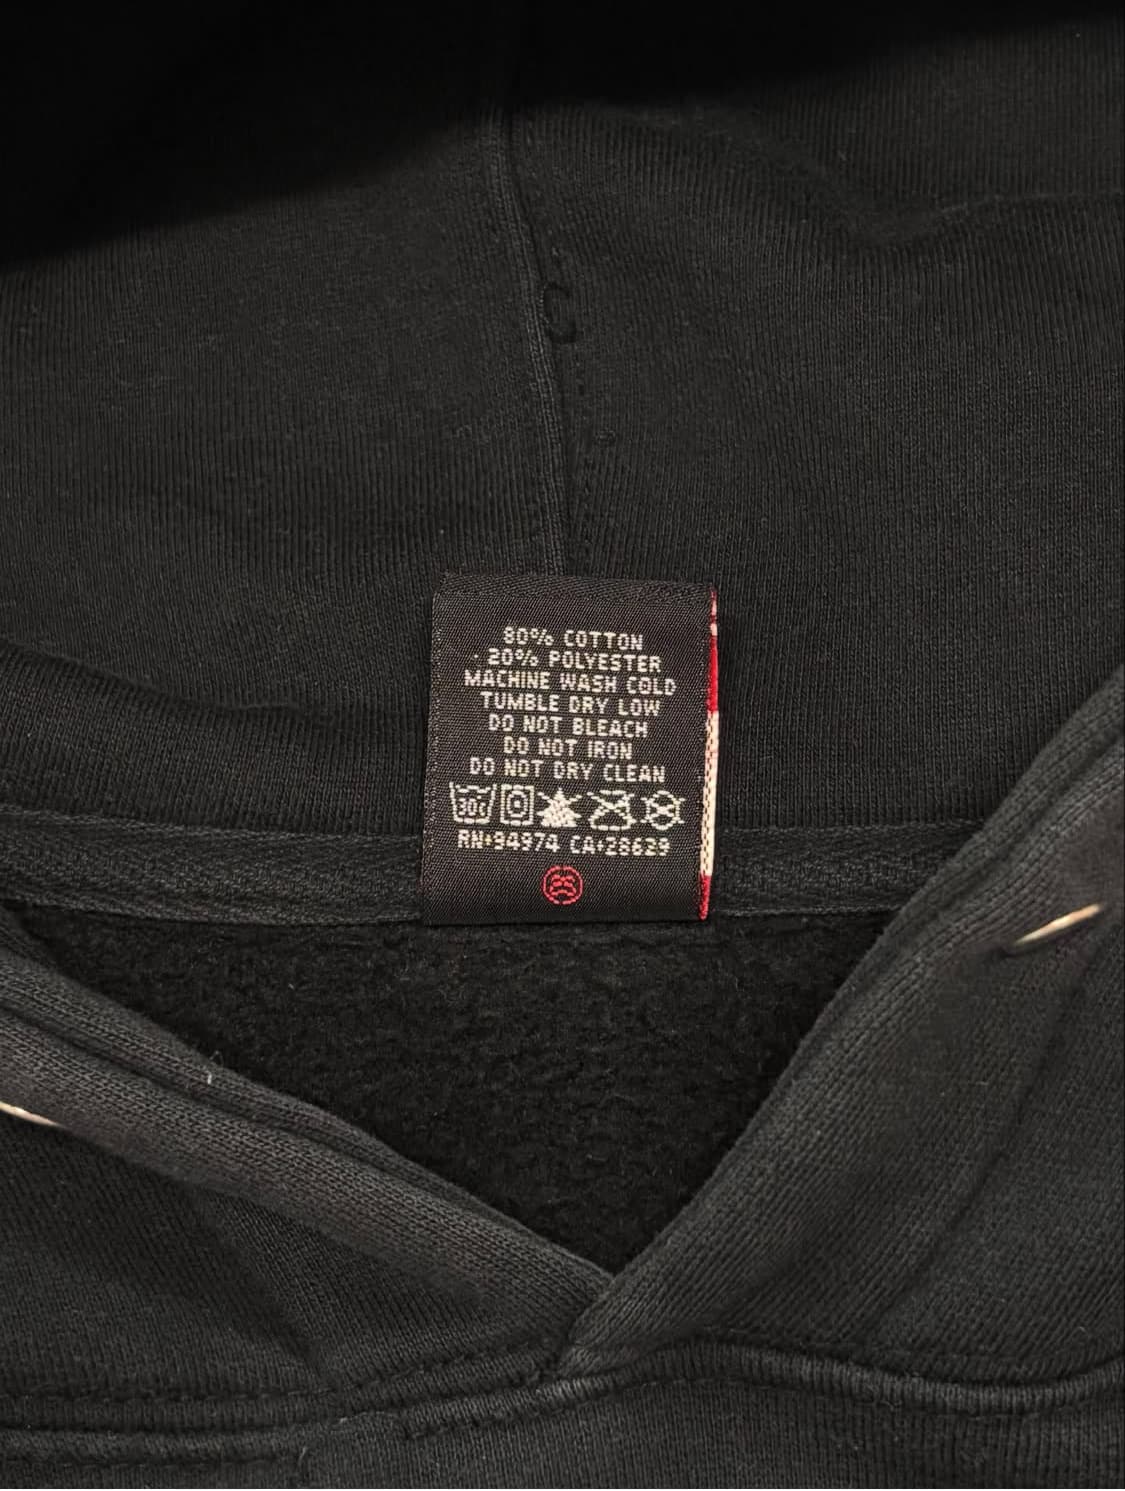 80% COTTON
20% POLYESTER
MACHINE WASH COLD
TUMBLE DRY LOW
DO NOT BLEACH
DO NOT IRON
DO NOT DRY CLEAN
30c
RN•94974 CA•28629